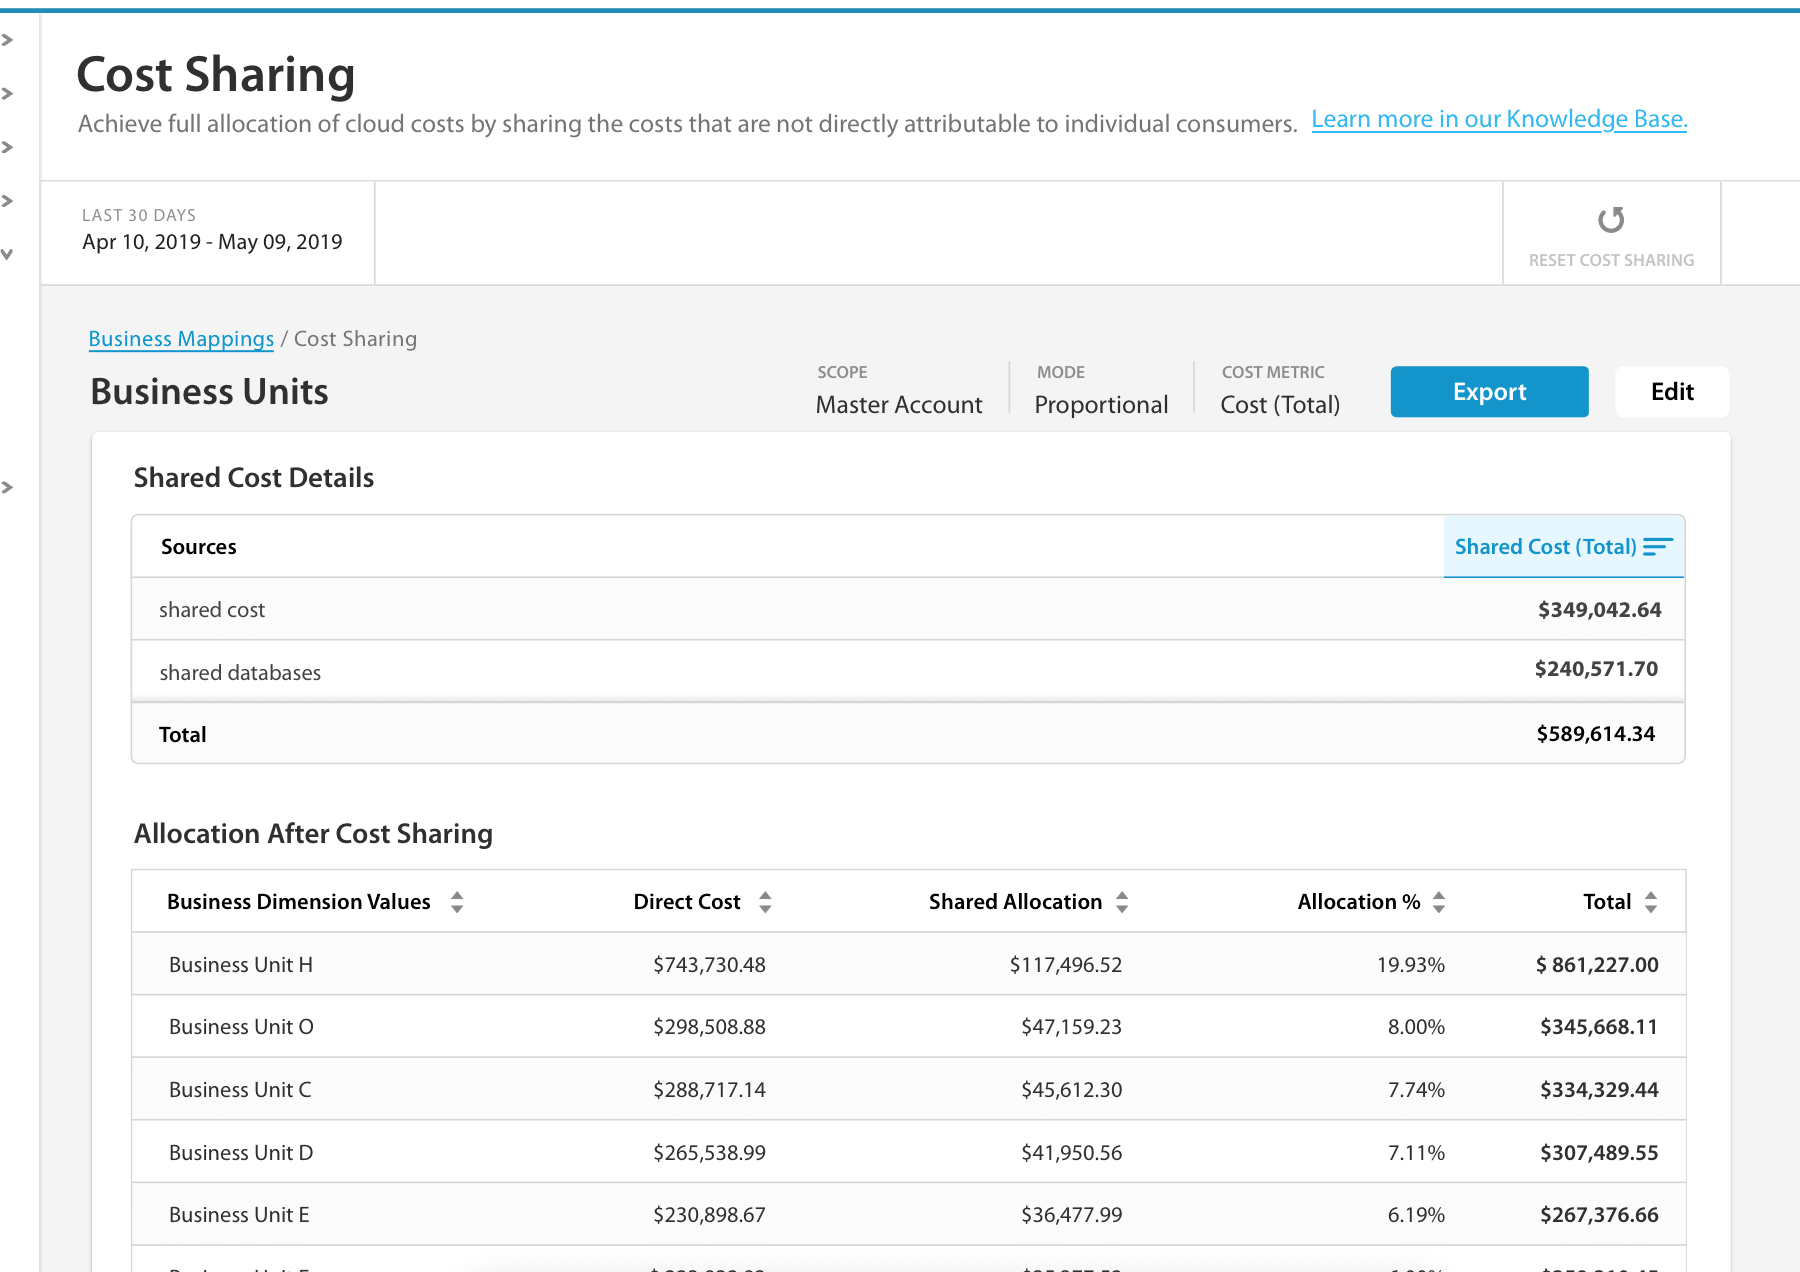 Cost Sharing
Achieve full allocation of cloud costs by sharing the costs that are not directly attributable to individual consumers. Learn more in our Knowledge Base.
LAST 30 DAYS
Apr 10, 2019 - May 09, 2019
RESET COST SHARING
Business Mappings / Cost Sharing
Business Units
SCOPE
Master Account
MODE
Proportional
COST METRIC
Cost (Total)
Export
Edit
Shared Cost Details
Sources Shared Cost (Total)
shared cost $349,042.64
shared databases $240,571.70
Total $589,614.34
Allocation After Cost Sharing
Business Dimension Values Direct Cost Shared Allocation Allocation % Total
Business Unit H $743,730.48 $117,496.52 19.93% $ 861,227.00
Business Unit O $298,508.88 $47,159.23 8.00% $345,668.11
Business Unit C $288,717.14 $45,612.30 7.74% $334,329.44
Business Unit D $265,538.99 $41,950.56 7.11% $307,489.55
Business Unit E $230,898.67 $36,477.99 6.19% $267,376.66
Business Unit